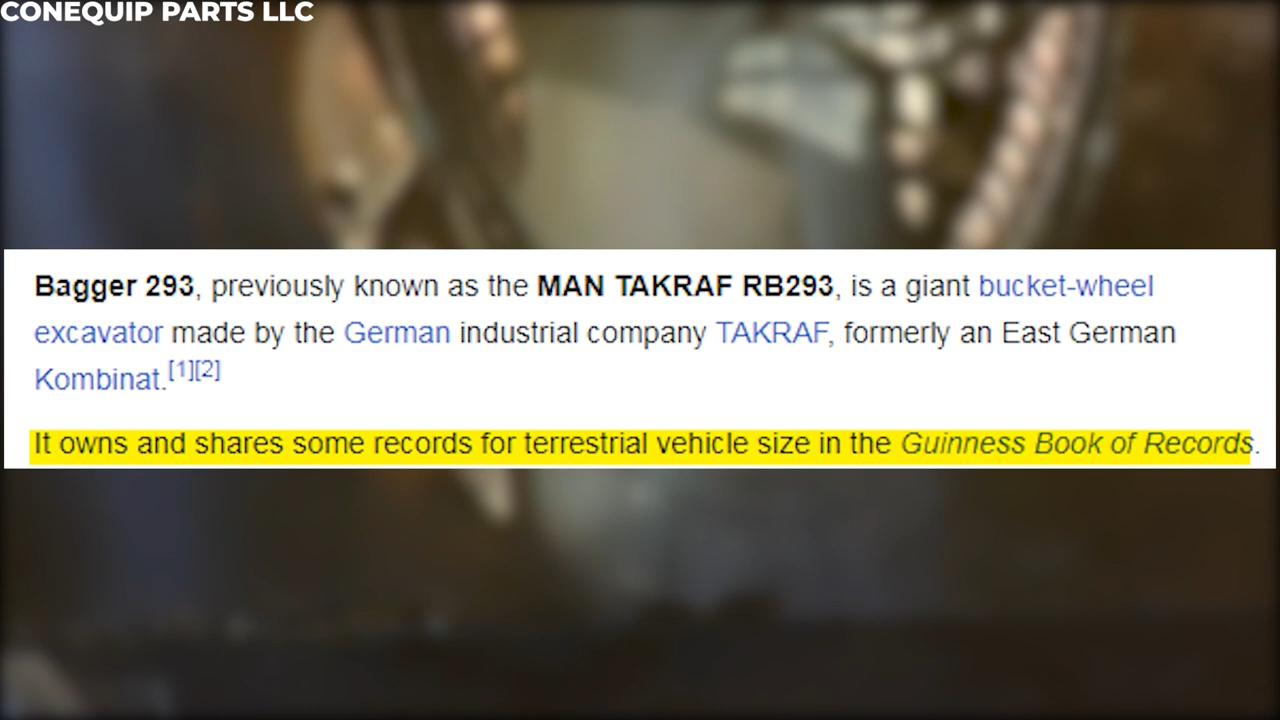 CONEQUIP PARTS LLC
Bagger 293, previously known as the MAN TAKRAF RB293, is a giant bucket-wheel
excavator made by the German industrial company TAKRAF, formerly an East German
Kombinat.[1][2]
It owns and shares some records for terrestrial vehicle size in the Guinness Book of Records.